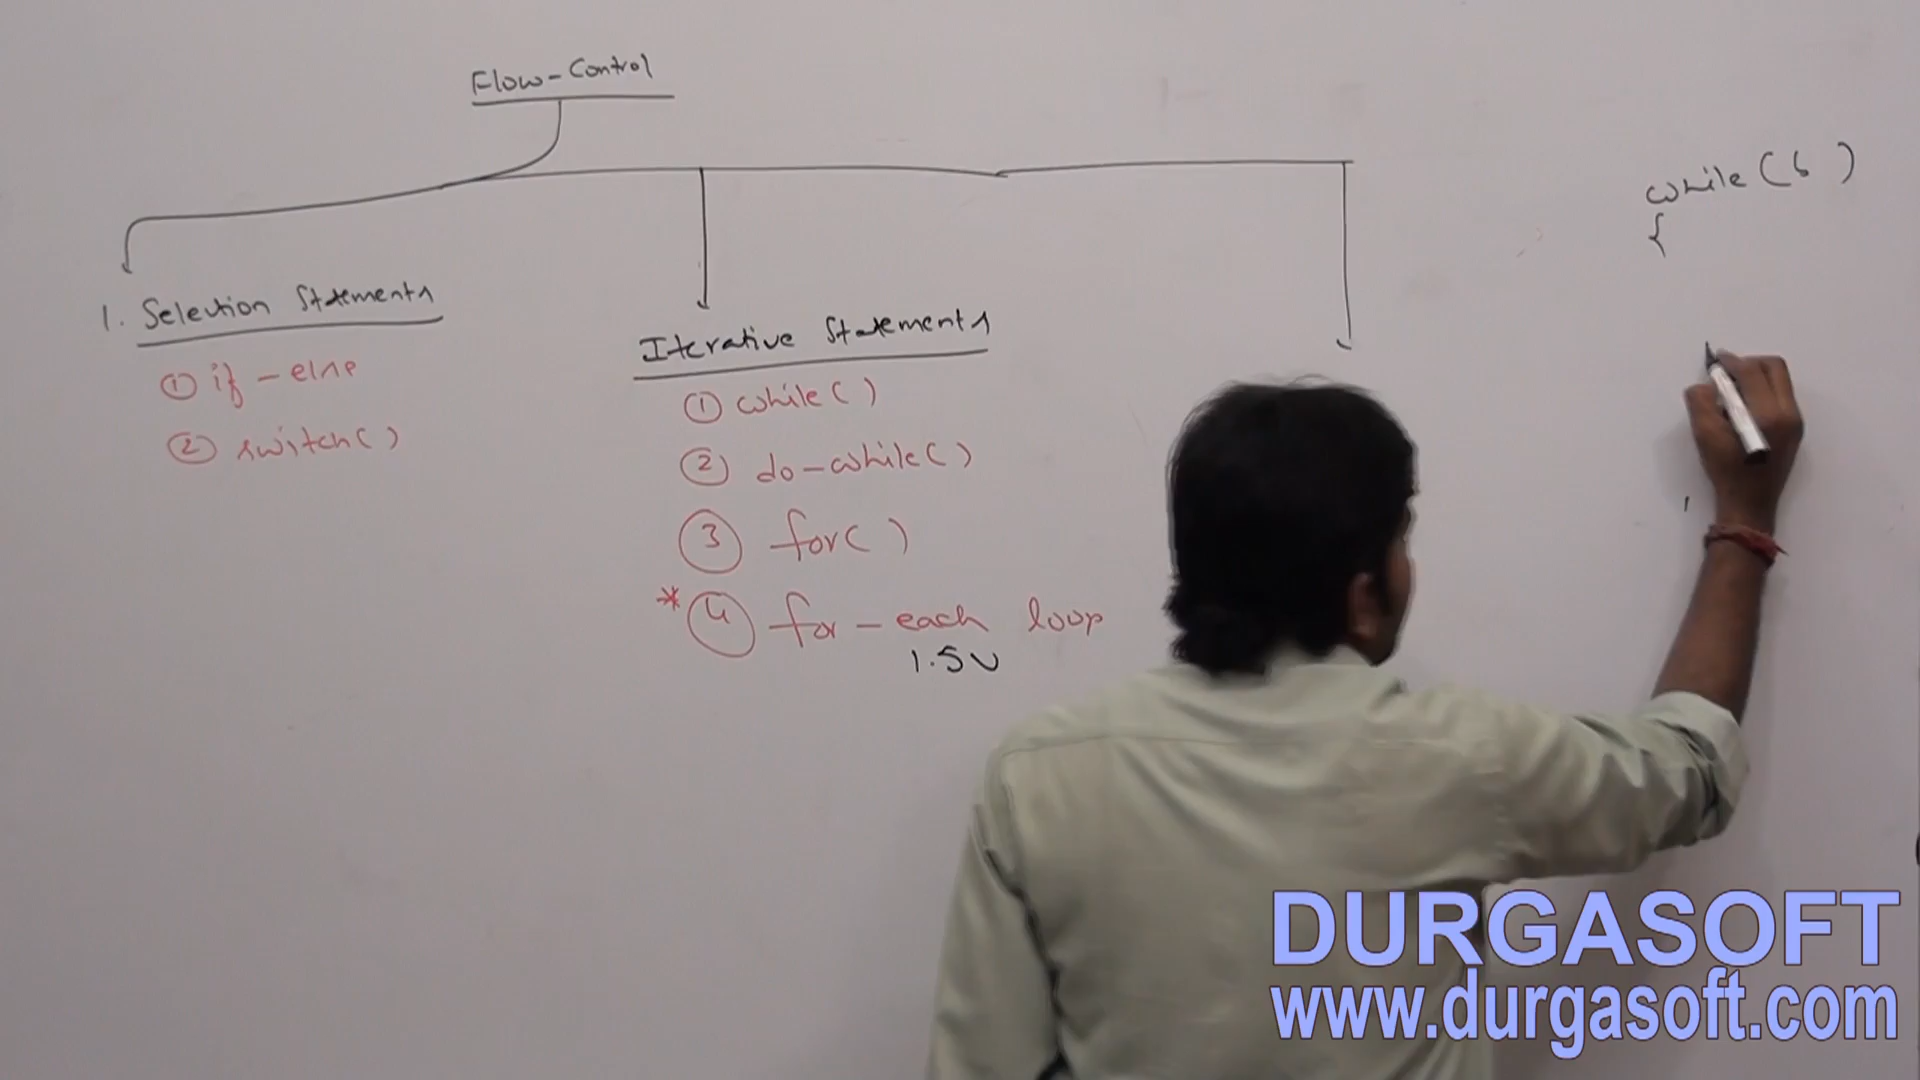 Flow-Control
1. Selection Statements
① if-else
② switch( )
Iterative Statements
① while( )
② do-while( )
③ for( )
* ④ for-each loop
1.5V
while(b )
{
DURGASOFT
www.durgasoft.com